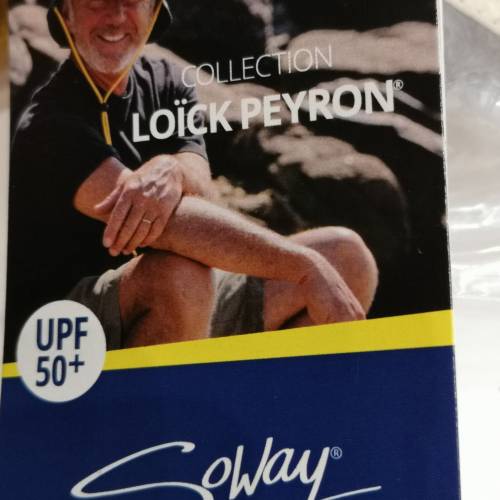 COLLECTION
LOÏCK PEYRON®
UPF
50+
SoWay®